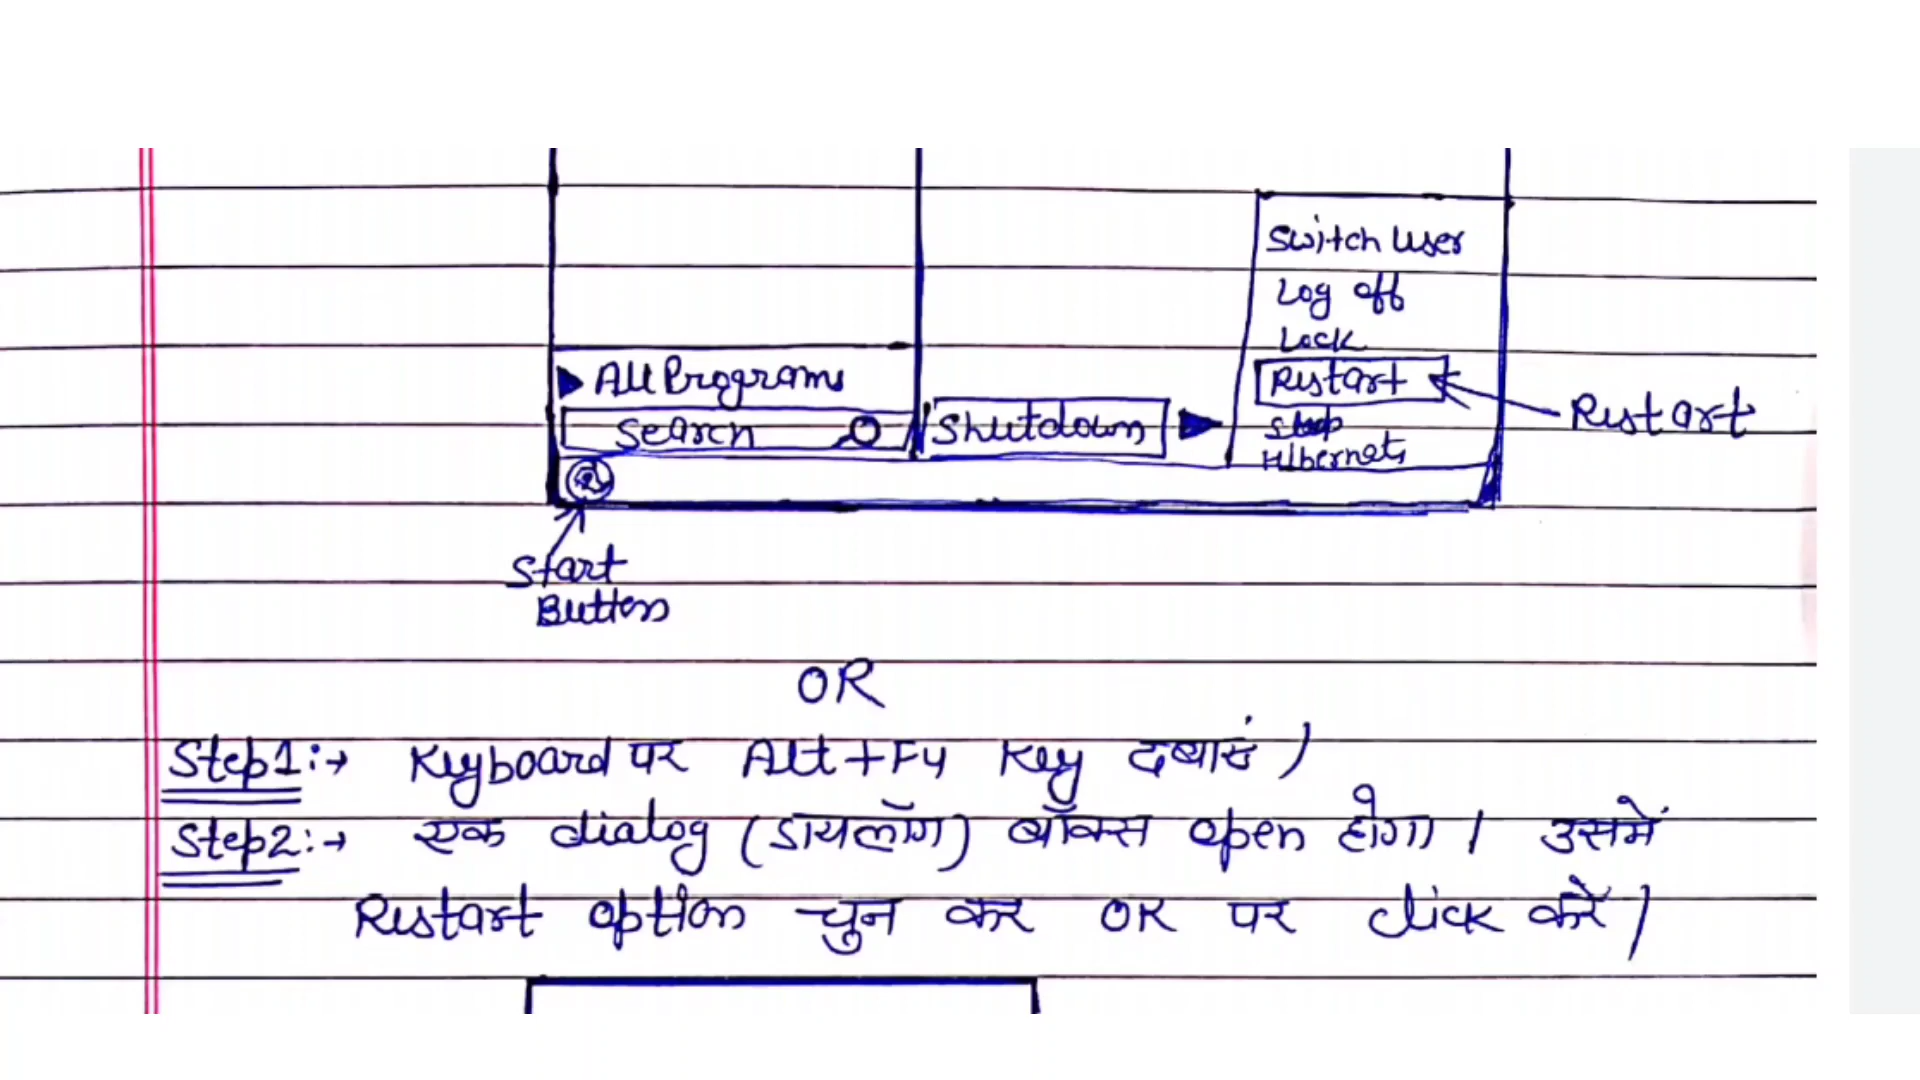 Switch User
Log off
Lock
▶ All Programs
Restart
Restart
Search
Shutdown
Sleep
Hibernate
Start
Button
OR
Step1:→ Keyboard पर Alt+F4 Key दबाएं।
Step2:→ एक dialog (डायलॉग) बॉक्स open होगा। उसमें
Restart option चुन कर OK पर click करें।